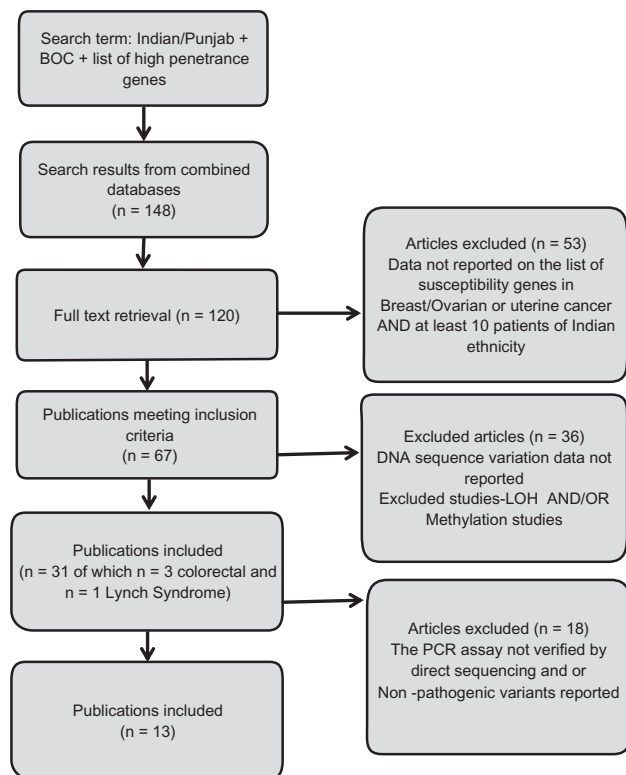 Search term: Indian/Punjab +
BOC + list of high penetrance
genes
Search results from combined
databases
(n = 148)
Full text retrieval (n = 120)
Articles excluded (n = 53)
Data not reported on the list of
susceptibility genes in
Breast/Ovarian or uterine cancer
AND at least 10 patients of Indian
ethnicity
Publications meeting inclusion
criteria
(n = 67)
Excluded articles (n = 36)
DNA sequence variation data not
reported
Excluded studies-LOH AND/OR
Methylation studies
Publications included
(n = 31 of which n = 3 colorectal and
n = 1 Lynch Syndrome)
Articles excluded (n = 18)
The PCR assay not verified by
direct sequencing and or
Non -pathogenic variants reported
Publications included
(n = 13)